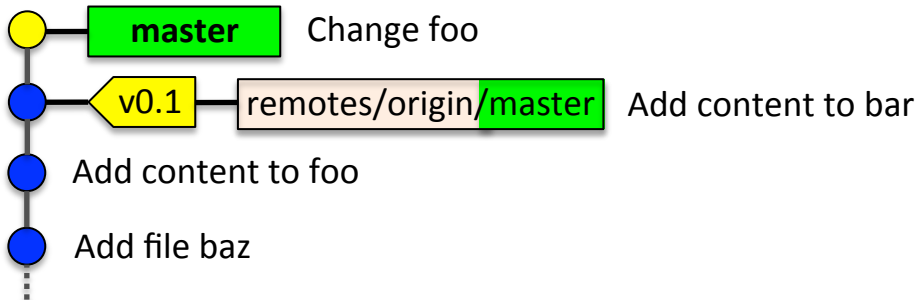 master Change foo
v0.1 remotes/origin/master Add content to bar
Add content to foo
Add file baz